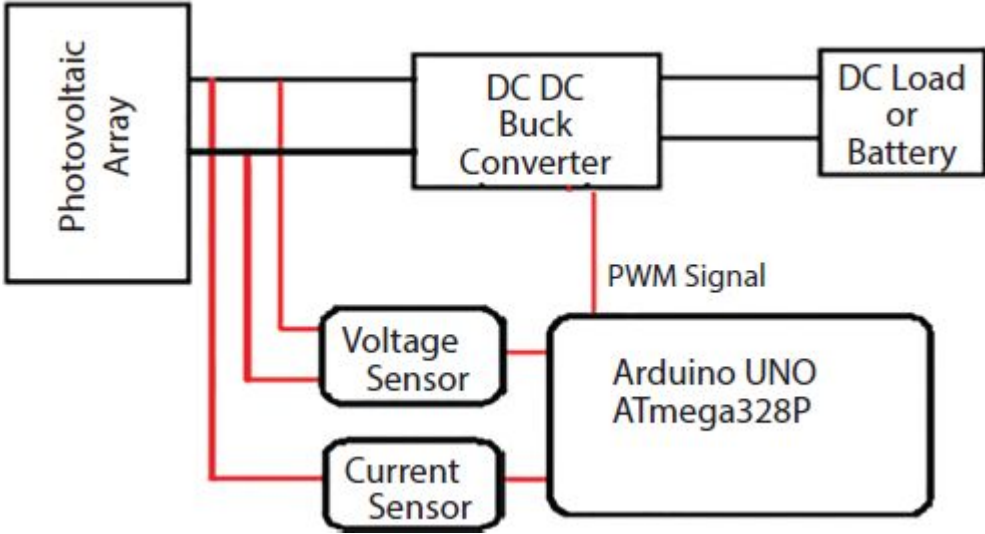 Photovoltaic
Array
DC DC
Buck
Converter
DC Load
or
Battery
PWM Signal
Voltage
Sensor
Arduino UNO
ATmega328P
Current
Sensor